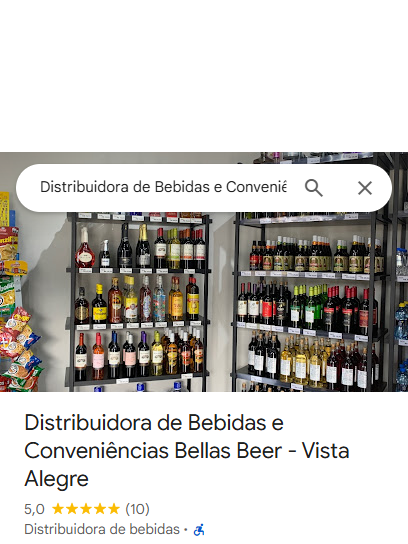 Distribuidora de Bebidas e Conveniê
Distribuidora de Bebidas e
Conveniências Bellas Beer - Vista
Alegre
5,0 (10)
Distribuidora de bebidas ·